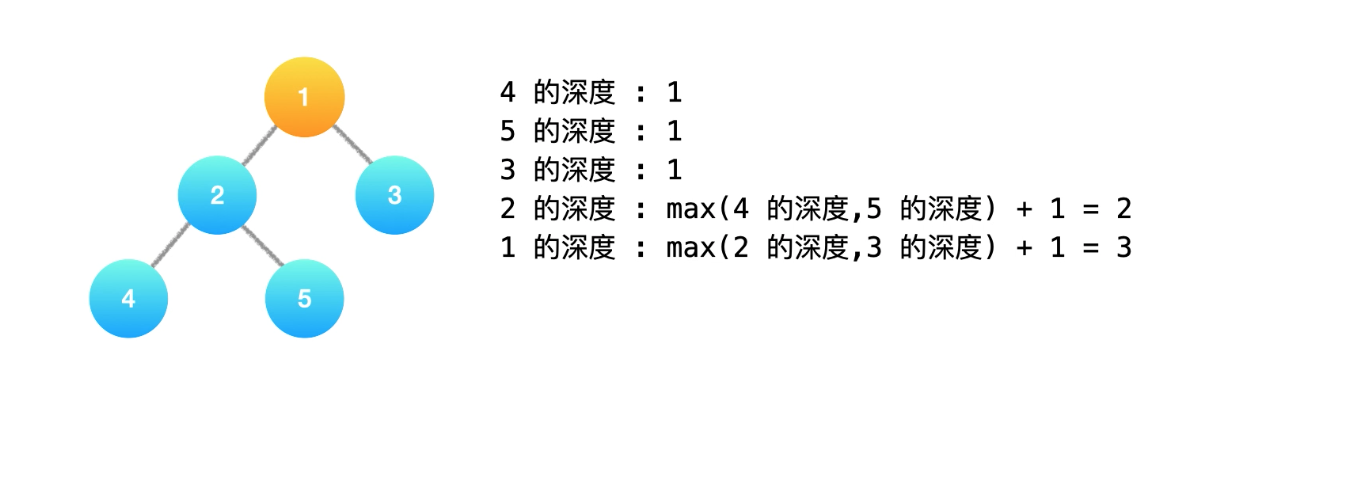 1
2
3
4
5
4 的深度 : 1
5 的深度 : 1
3 的深度 : 1
2 的深度 : max(4 的深度,5 的深度) + 1 = 2
1 的深度 : max(2 的深度,3 的深度) + 1 = 3